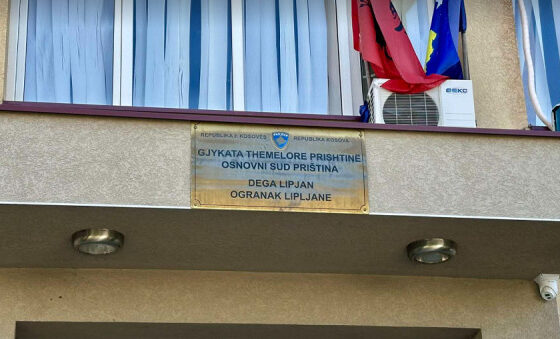 REPUBLIKA E KOSOVËS REPUBLIKA KOSOVA
GJYKATA THEMELORE PRISHTINË
OSNOVNI SUD PRIŠTINA
DEGA LIPJAN
OGRANAK LIPLJANE
BEKO